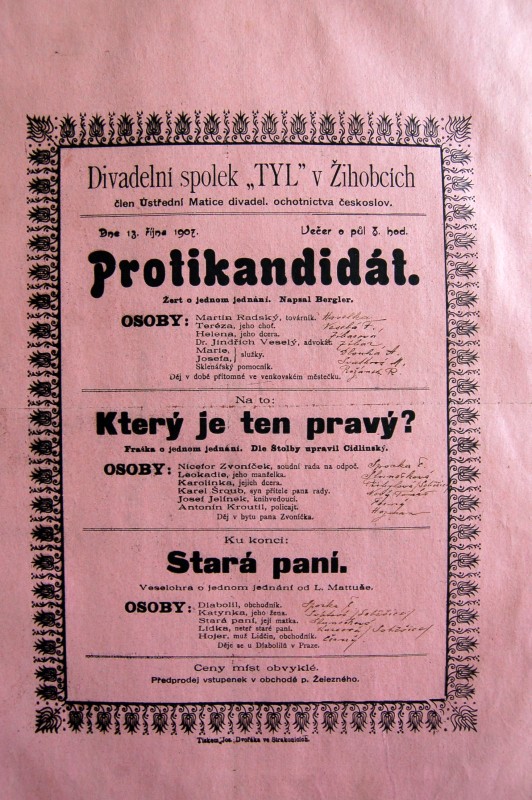 Divadelní spolek „TYL" v Žihobcích
člen Ústřední Matice divadel. ochotnictva českoslov.
Dne 13. října 1907. Večer o půl 8. hod.
Protikandidát.
Žert o jednom jednání. Napsal Bergler.
OSOBY: Martin Radský, továrník.
Teréza, jeho choť.
Helena, jeho dcera.
Dr. Jindřich Veselý, advokát.
Marie, } služky.
Josefa,
Sklenářský pomocník.
Děj v době přítomné ve venkovském městečku.
Na to:
Který je ten pravý?
Fraška o jednom jednání. Dle Štolby upravil Cidlinský.
OSOBY: Nicefor Zvoníček, soudní rada na odpoč.
Leokadie, jeho manželka.
Karolinka, jejich dcera.
Karel Šroub, syn přítele pana rady.
Josef Jelínek, knihvedoucí.
Antonín Kroutil, policajt.
Děj v bytu pana Zvoníčka.
Ku konci:
Stará paní.
Veselohra o jednom jednání od L. Mattuše.
OSOBY: Diabolil, obchodník.
Katynka, jeho žena.
Stará paní, její matka.
Lidka, neteř staré paní.
Hojer, muž Lidčin, obchodník.
Děje se u Diabolilů v Praze.
Ceny míst obvyklé.
Předprodej vstupenek v obchodě p. Železného.
Tiskem „Jos. Dvořáka ve Strakonicích.